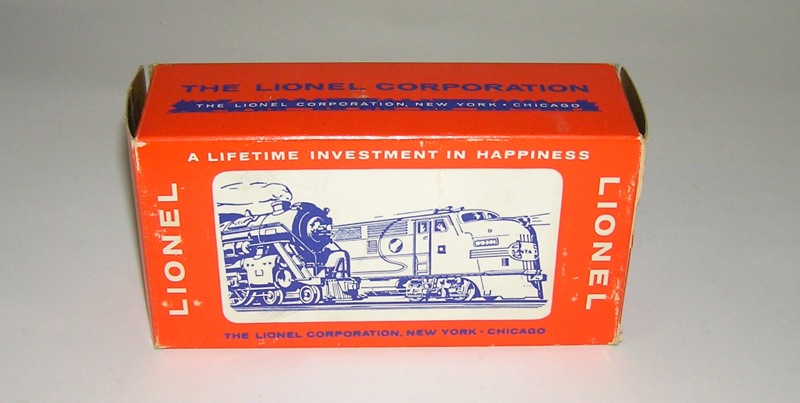 THE LIONEL CORPORATION
THE LIONEL CORPORATION, NEW YORK • CHICAGO
A LIFETIME INVESTMENT IN HAPPINESS
LIONEL
LIONEL
THE LIONEL CORPORATION, NEW YORK • CHICAGO